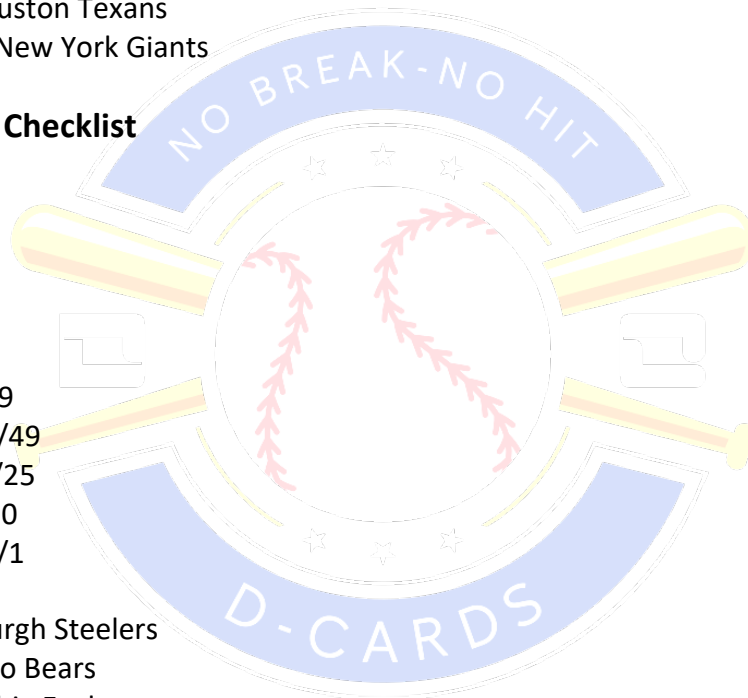 uston Texans
New York Giants
NO BREAK-NO HIT
Checklist
9
/49
/25
0
/1
D-CARDS
urgh Steelers
o Bears